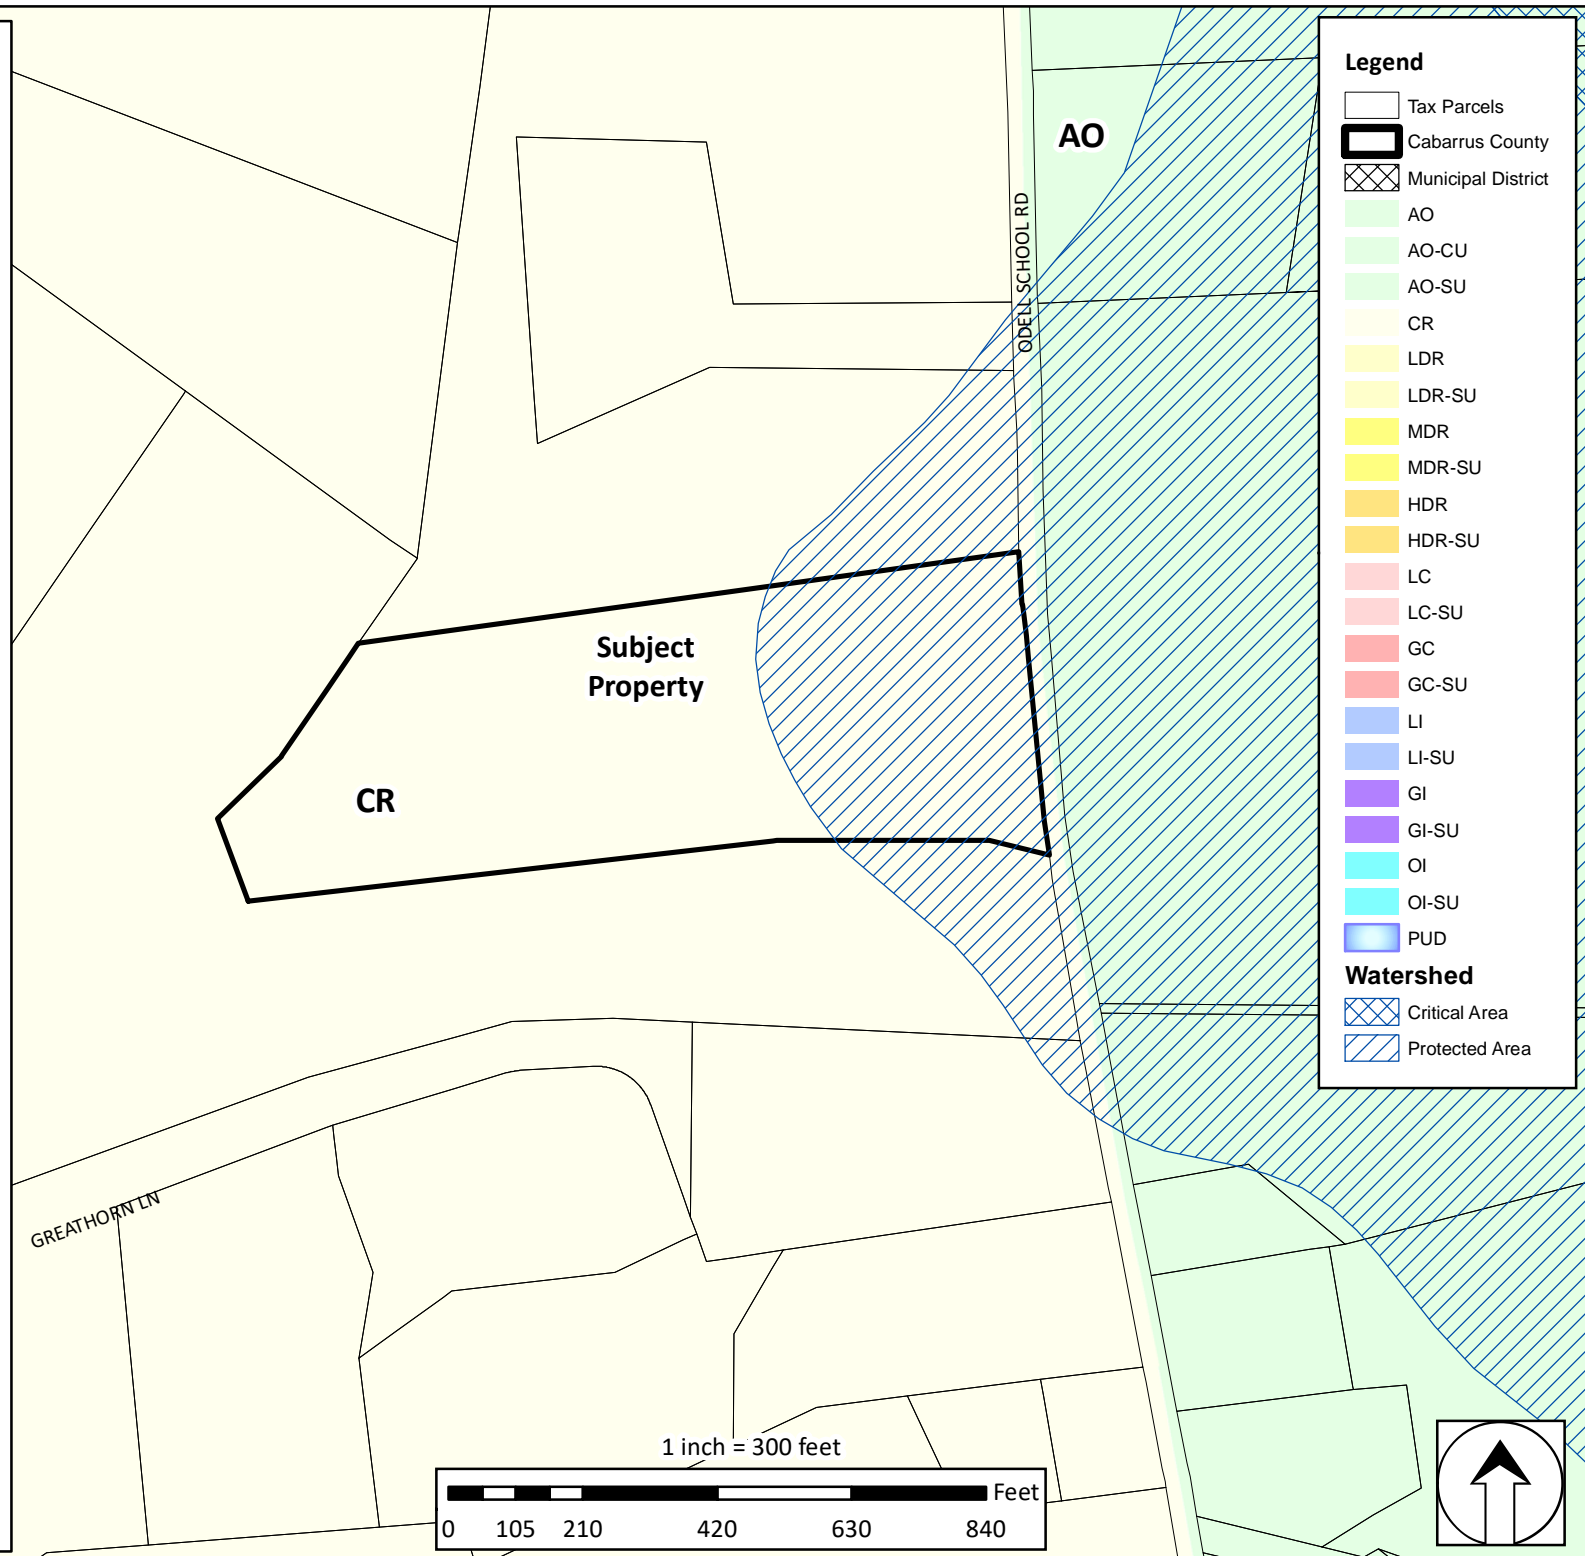 AO
ODELL SCHOOL RD
Subject
Property
CR
GREATHORN LN
Legend
Tax Parcels
Cabarrus County
Municipal District
AO
AO-CU
AO-SU
CR
LDR
LDR-SU
MDR
MDR-SU
HDR
HDR-SU
LC
LC-SU
GC
GC-SU
LI
LI-SU
GI
GI-SU
OI
OI-SU
PUD
Watershed
Critical Area
Protected Area
1 inch = 300 feet
Feet
0 105 210 420 630 840